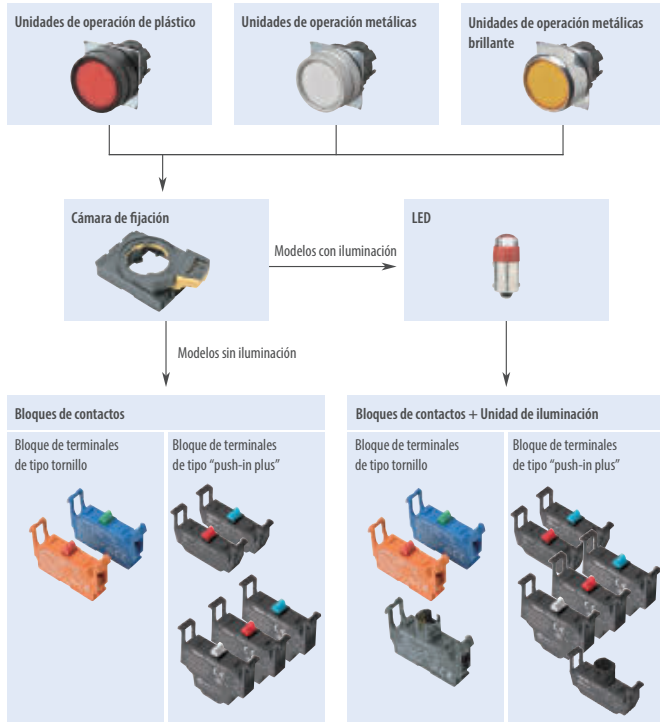 Unidades de operación de plástico
Unidades de operación metálicas
Unidades de operación metálicas
brillante
Cámara de fijación
LED
Modelos con iluminación
Modelos sin iluminación
Bloques de contactos
Bloque de terminales
de tipo tornillo
Bloque de terminales
de tipo “push-in plus”
Bloques de contactos + Unidad de iluminación
Bloque de terminales
de tipo tornillo
Bloque de terminales
de tipo “push-in plus”